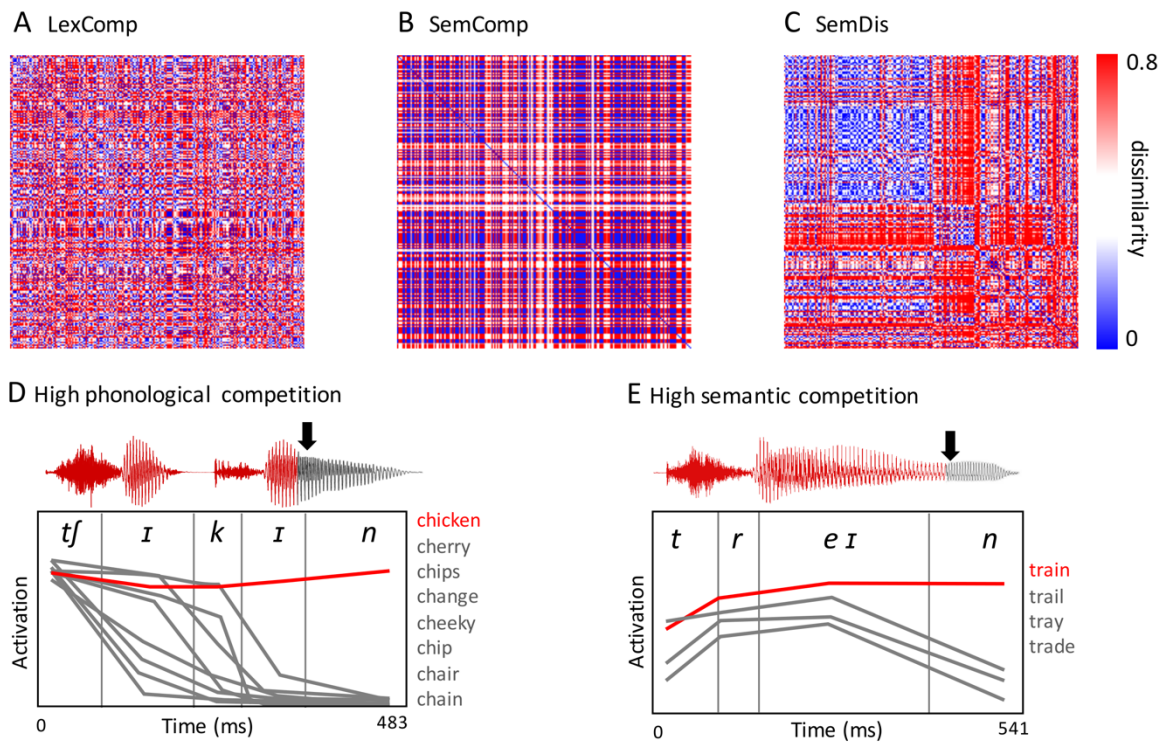 A LexComp
B SemComp
C SemDis
0.8
dissimilarity
0
D High phonological competition
tʃ ɪ k ɪ n
chicken
cherry
chips
change
cheeky
chip
chair
chain
Activation
0 Time (ms) 483
E High semantic competition
t r e ɪ n
train
trail
tray
trade
Activation
0 Time (ms) 541